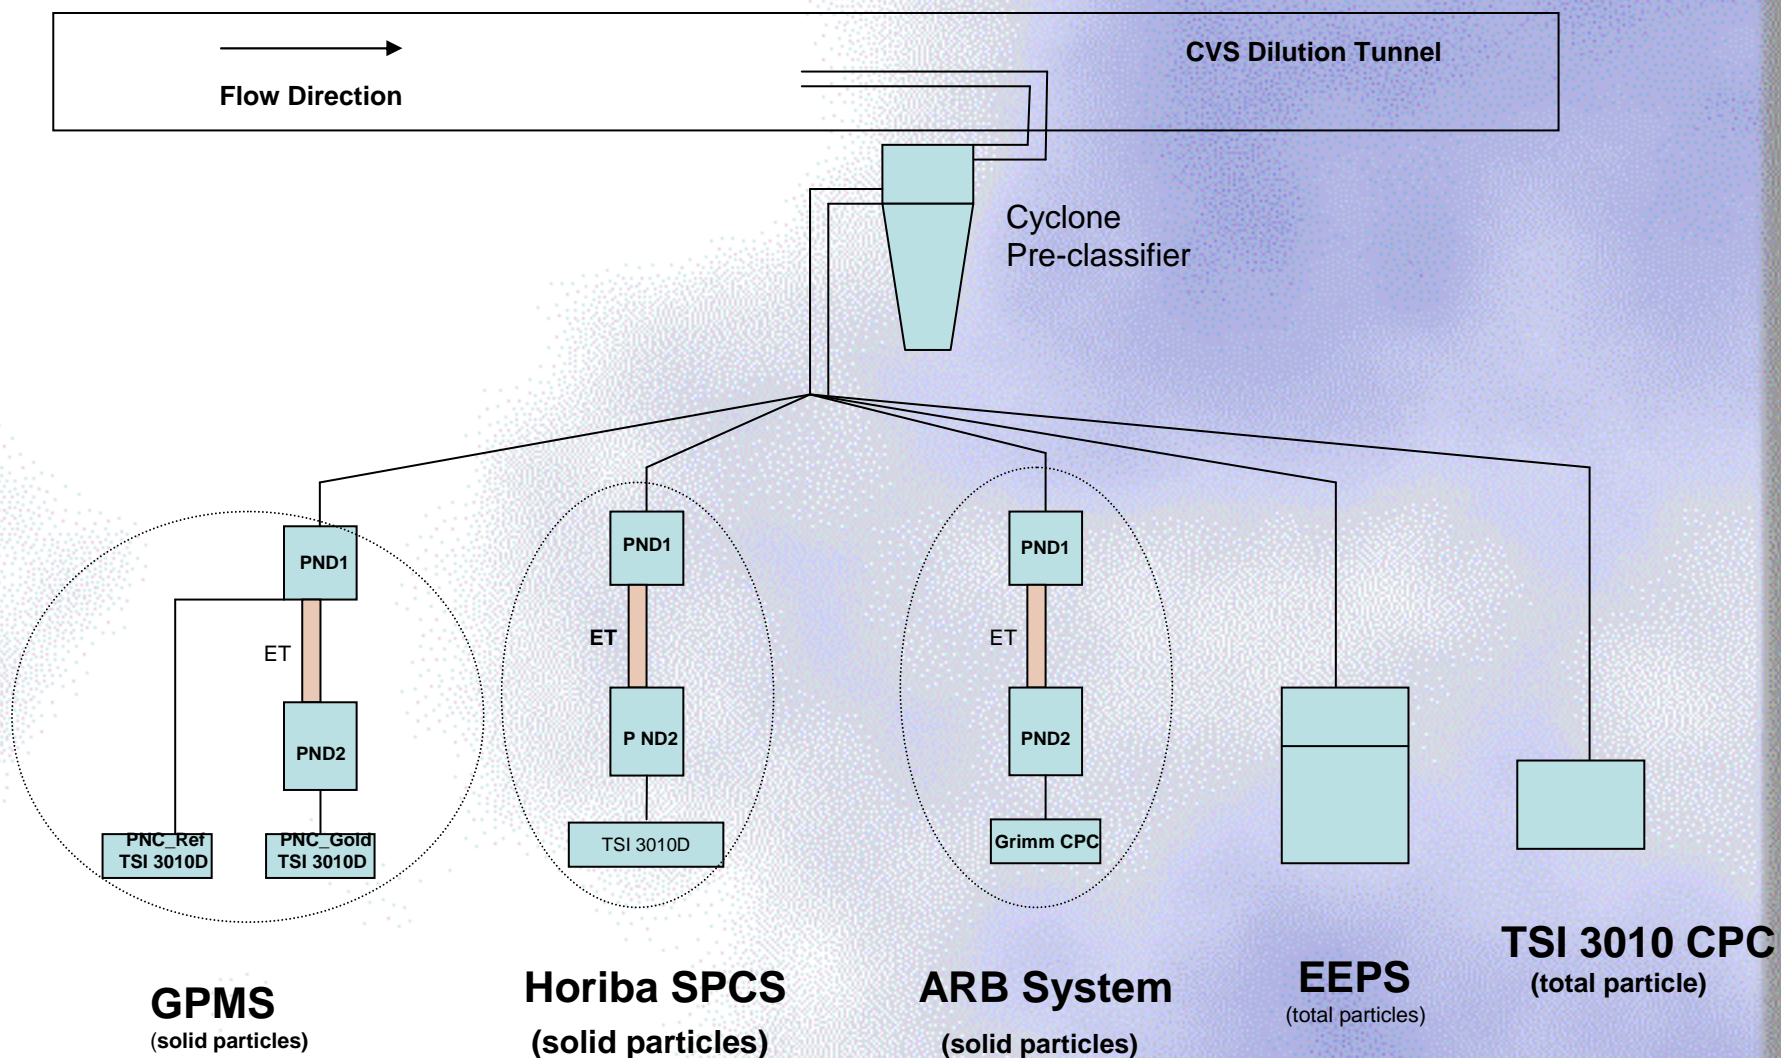 CVS Dilution Tunnel
Flow Direction
Cyclone
Pre-classifier
PND1
ET
PND2
PNC_Ref
TSI 3010D
PNC_Gold
TSI 3010D
GPMS
(solid particles)
PND1
ET
P ND2
TSI 3010D
Horiba SPCS
(solid particles)
PND1
ET
PND2
Grimm CPC
ARB System
(solid particles)
EEPS
(total particles)
TSI 3010 CPC
(total particle)